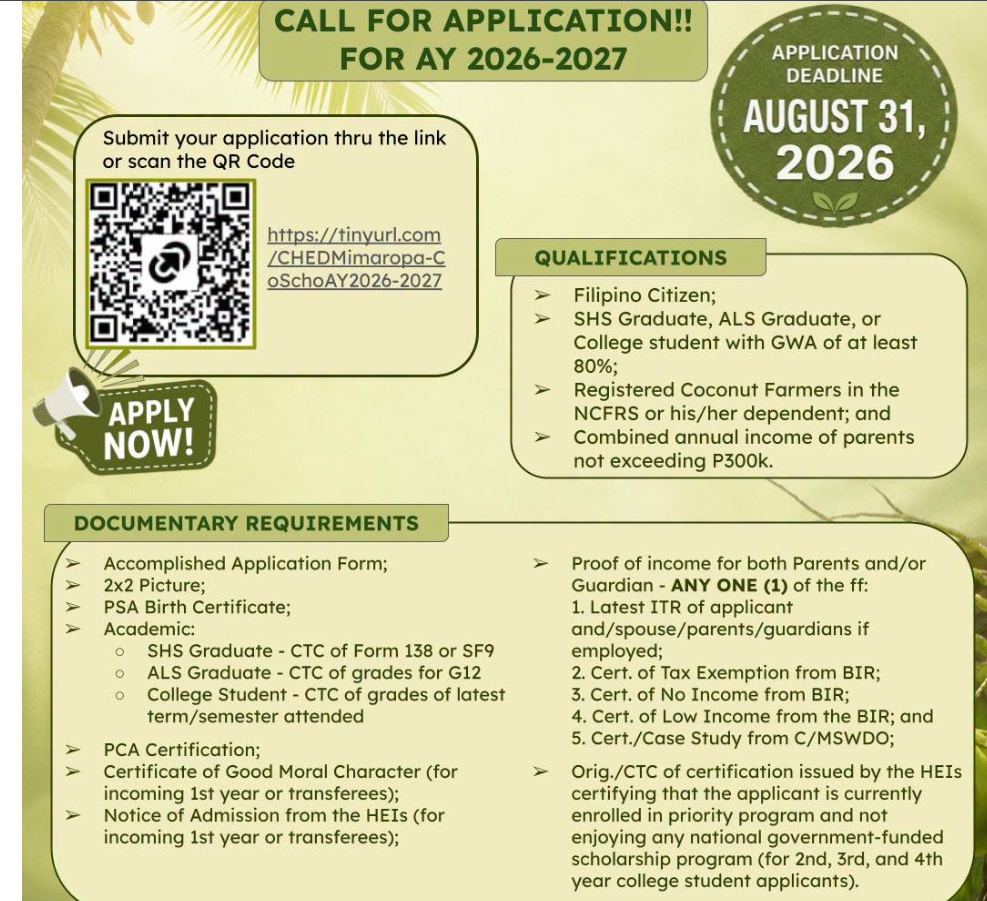 CALL FOR APPLICATION!!
FOR AY 2026-2027
APPLICATION
DEADLINE
AUGUST 31,
2026
Submit your application thru the link
or scan the QR Code
https://tinyurl.com
/CHEDMimaropa-C
oSchoAY2026-2027
APPLY
NOW!
QUALIFICATIONS
➢ Filipino Citizen;
➢ SHS Graduate, ALS Graduate, or
College student with GWA of at least
80%;
➢ Registered Coconut Farmers in the
NCFRS or his/her dependent; and
➢ Combined annual income of parents
not exceeding P300k.
DOCUMENTARY REQUIREMENTS
➢ Accomplished Application Form;
➢ 2x2 Picture;
➢ PSA Birth Certificate;
➢ Academic:
○ SHS Graduate - CTC of Form 138 or SF9
○ ALS Graduate - CTC of grades for G12
○ College Student - CTC of grades of latest
term/semester attended
➢ PCA Certification;
➢ Certificate of Good Moral Character (for
incoming 1st year or transferees);
➢ Notice of Admission from the HEIs (for
incoming 1st year or transferees);
➢ Proof of income for both Parents and/or
Guardian - ANY ONE (1) of the ff:
1. Latest ITR of applicant
and/spouse/parents/guardians if
employed;
2. Cert. of Tax Exemption from BIR;
3. Cert. of No Income from BIR;
4. Cert. of Low Income from the BIR; and
5. Cert./Case Study from C/MSWDO;
➢ Orig./CTC of certification issued by the HEIs
certifying that the applicant is currently
enrolled in priority program and not
enjoying any national government-funded
scholarship program (for 2nd, 3rd, and 4th
year college student applicants).